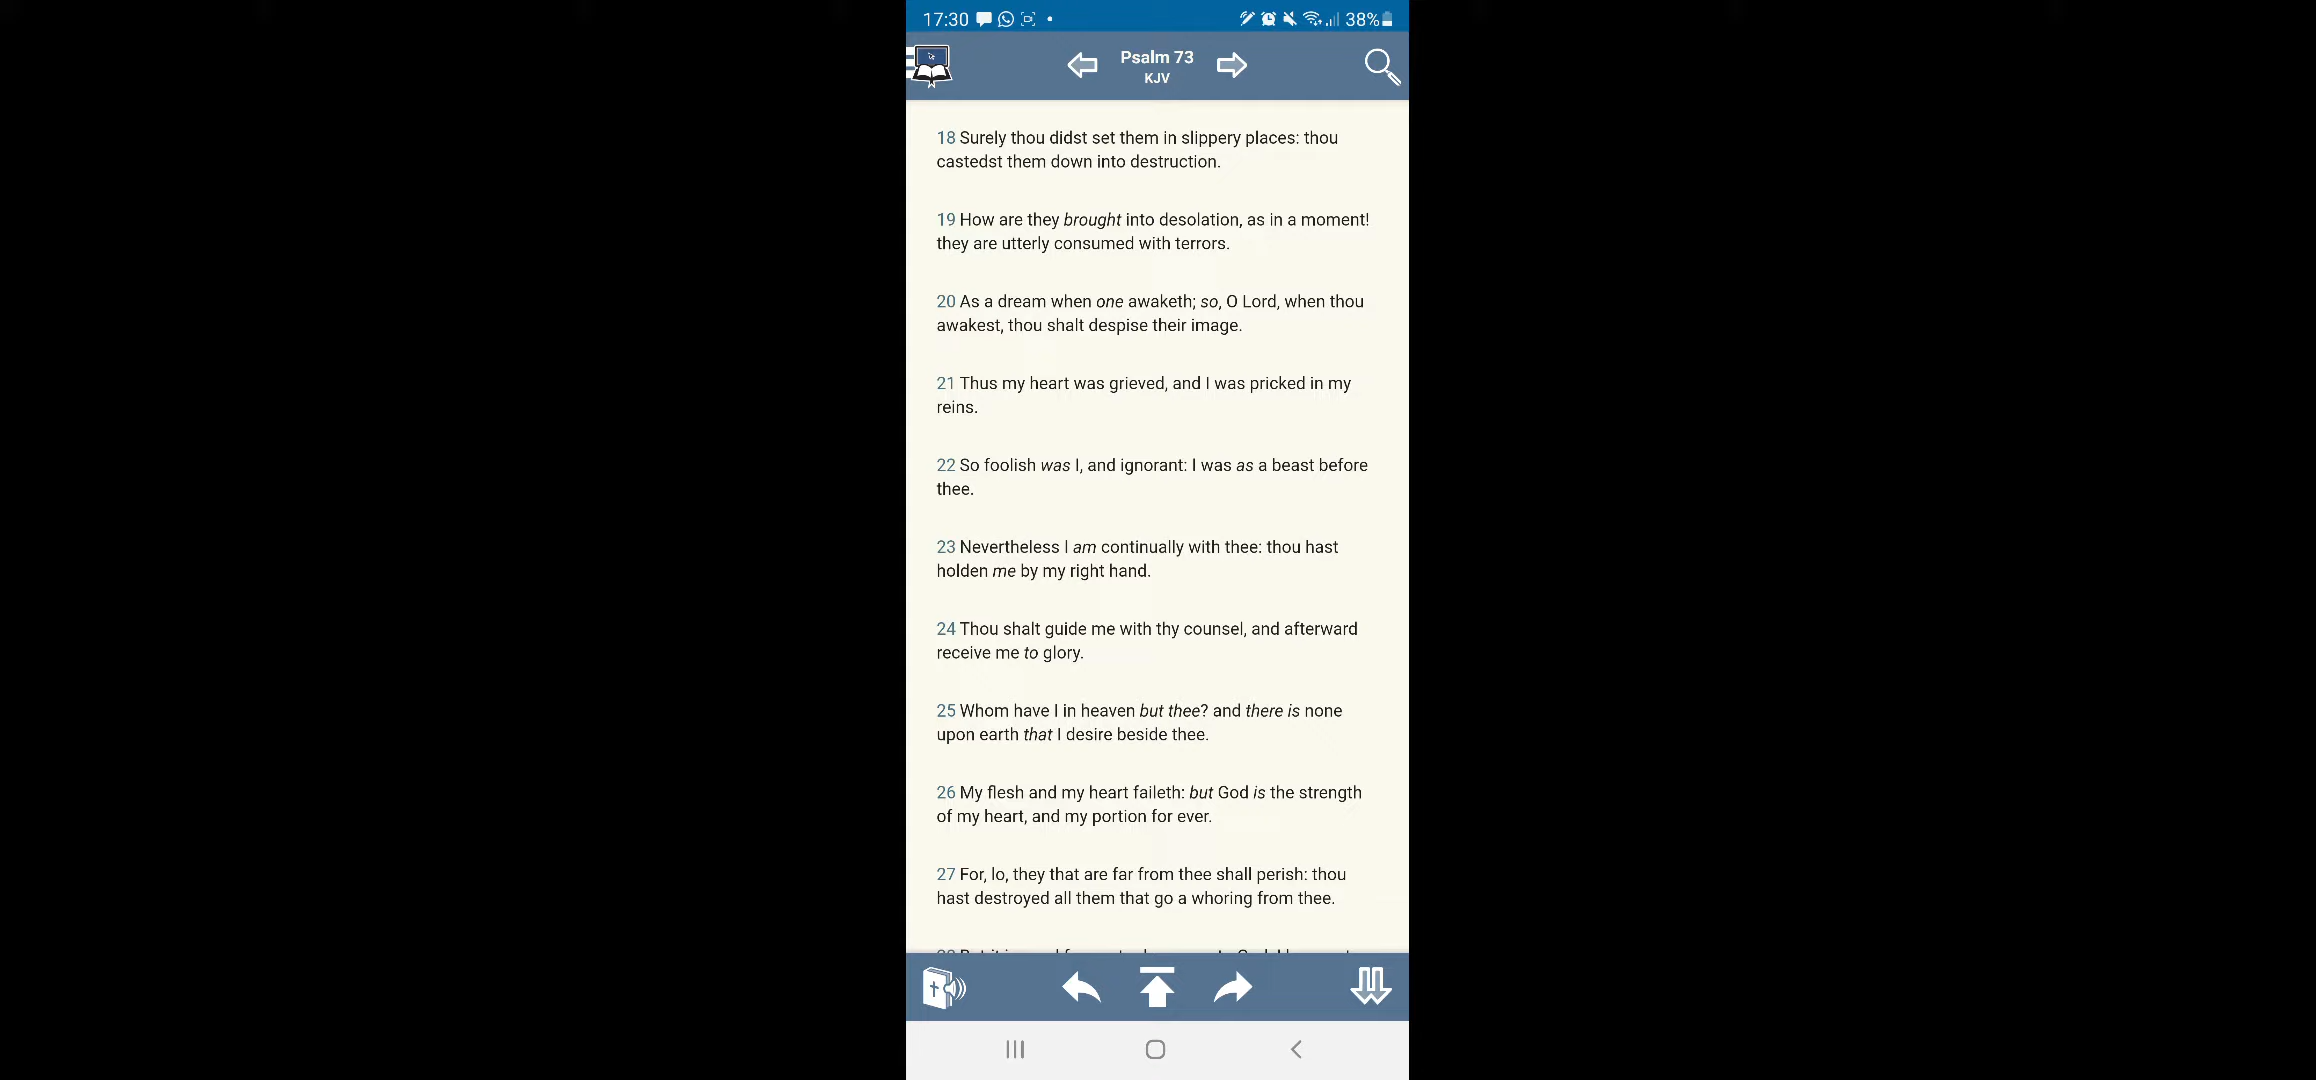 17:30
38%
Psalm 73
KJV
18 Surely thou didst set them in slippery places: thou
castedst them down into destruction.
19 How are they brought into desolation, as in a moment!
they are utterly consumed with terrors.
20 As a dream when one awaketh; so, O Lord, when thou
awakest, thou shalt despise their image.
21 Thus my heart was grieved, and I was pricked in my
reins.
22 So foolish was I, and ignorant: I was as a beast before
thee.
23 Nevertheless I am continually with thee: thou hast
holden me by my right hand.
24 Thou shalt guide me with thy counsel, and afterward
receive me to glory.
25 Whom have I in heaven but thee? and there is none
upon earth that I desire beside thee.
26 My flesh and my heart faileth: but God is the strength
of my heart, and my portion for ever.
27 For, lo, they that are far from thee shall perish: thou
hast destroyed all them that go a whoring from thee.